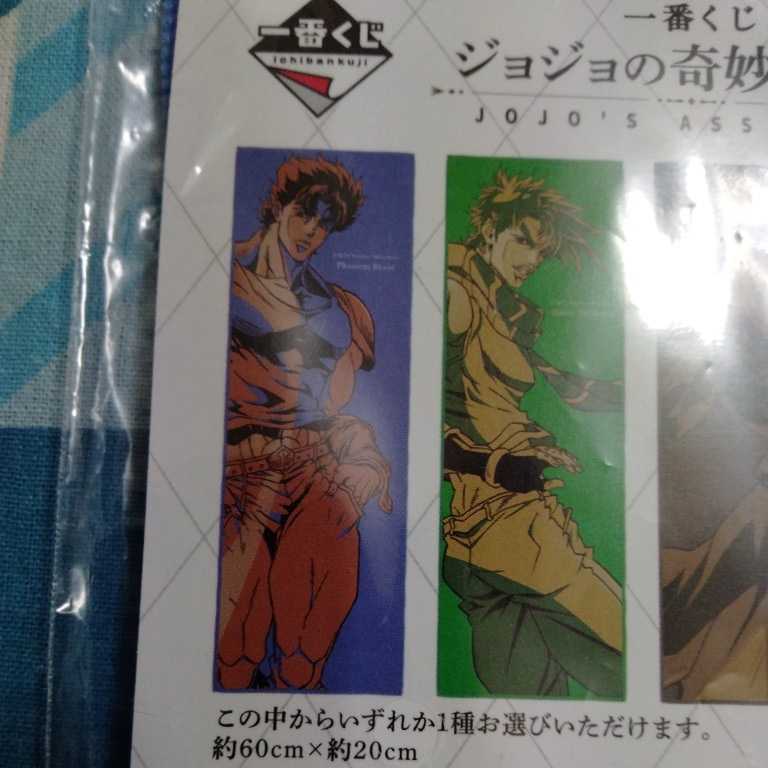 一番くじ
ichibankuji
一番くじ
ジョジョの奇妙
JOJO'S ASS
Phantom Blood
この中からいずれか1種お選びいただけます。
約60cm×約20cm